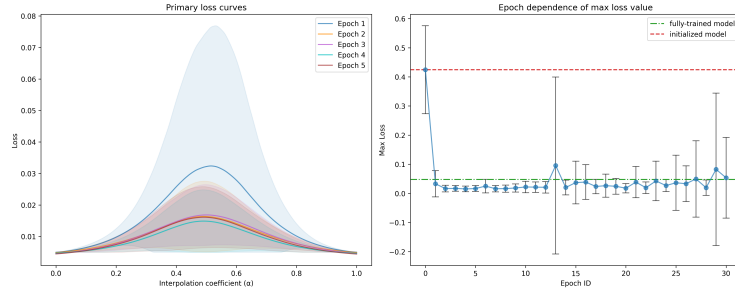 Primary loss curves
Epoch 1
Epoch 2
Epoch 3
Epoch 4
Epoch 5
0.08
0.07
0.06
0.05
0.04
0.03
0.02
0.01
Loss
0.0
0.2
0.4
0.6
0.8
1.0
Interpolation coefficient (α)
Epoch dependence of max loss value
fully-trained model
initialized model
0.6
0.5
0.4
0.3
0.2
0.1
0.0
−0.1
−0.2
Max Loss
0
5
10
15
20
25
30
Epoch ID